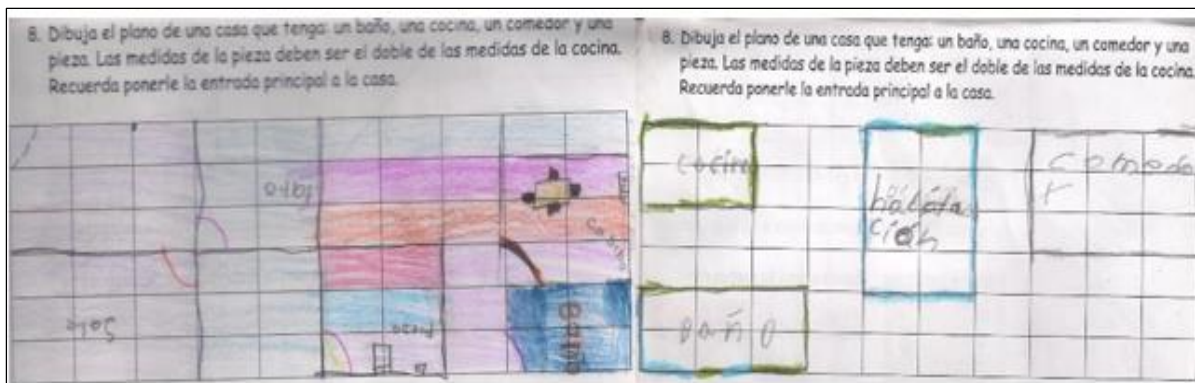 8. Dibuja el plano de una casa que tenga: un baño, una cocina, un comedor y una
pieza. Las medidas de la pieza deben ser el doble de las medidas de la cocina.
Recuerda ponerle la entrada principal a la casa.
patio
Sala
pieza
Baño
8. Dibuja el plano de una casa que tenga: un baño, una cocina, un comedor y una
pieza. Las medidas de la pieza deben ser el doble de las medidas de la cocina.
Recuerda ponerle la entrada principal a la casa.
cocina
habita
ción
comedo
r
Baño